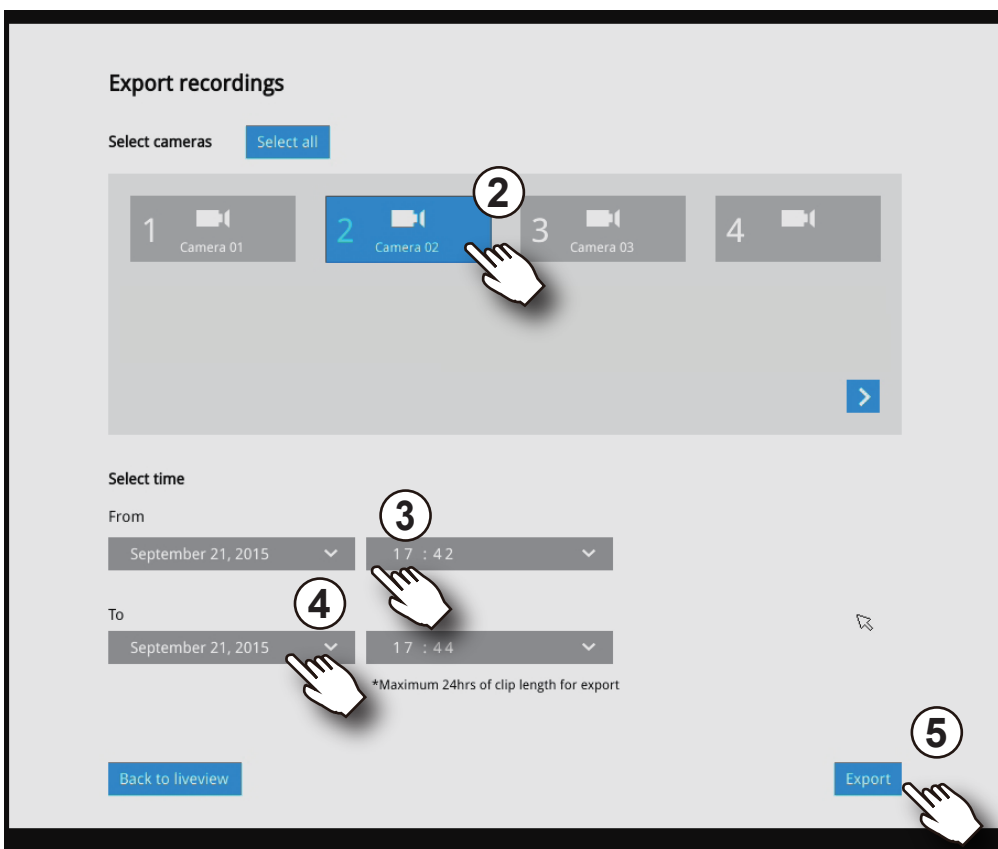 Export recordings
Select cameras Select all
2
1 Camera 01
2 Camera 02
3 Camera 03
4
Select time
From
3
September 21, 2015 17 : 42
4
To
September 21, 2015 17 : 44
*Maximum 24hrs of clip length for export
5
Back to liveview Export